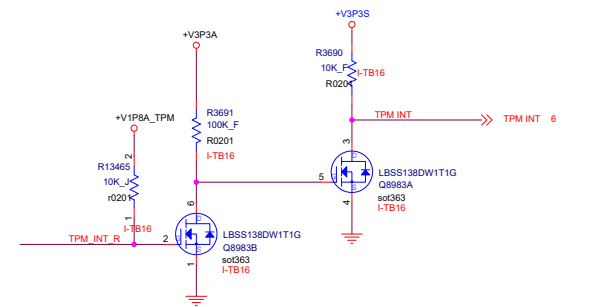 +V3P3S
+V3P3A
R3690
10K_F
I-TB16
R0201
+V1P8A_TPM
R3691
100K_F
R0201
I-TB16
TPM INT
TPM INT 6
2
R13465
10K_J
r0201
1
I-TB16
3
D
5
G
S
4
LBSS138DW1T1G
Q8983A
sot363
I-TB16
6
D
TPM_INT_R
2
G
S
1
LBSS138DW1T1G
Q8983B
sot363
I-TB16